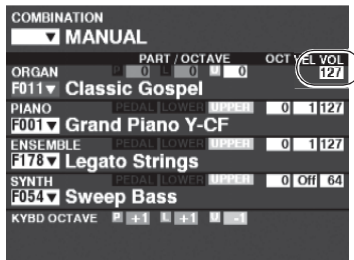 COMBINATION
▼ MANUAL
PART / OCTAVE OCT VEL VOL
ORGAN P 0 L 0 U 0 127
F011▼ Classic Gospel
PIANO PEDAL LOWER UPPER 0 1 127
F001▼ Grand Piano Y-CF
ENSEMBLE PEDAL LOWER UPPER 0 1 127
F178▼ Legato Strings
SYNTH PEDAL LOWER UPPER 0 Off 64
F054▼ Sweep Bass
KYBD OCTAVE P +1 L +1 U -1